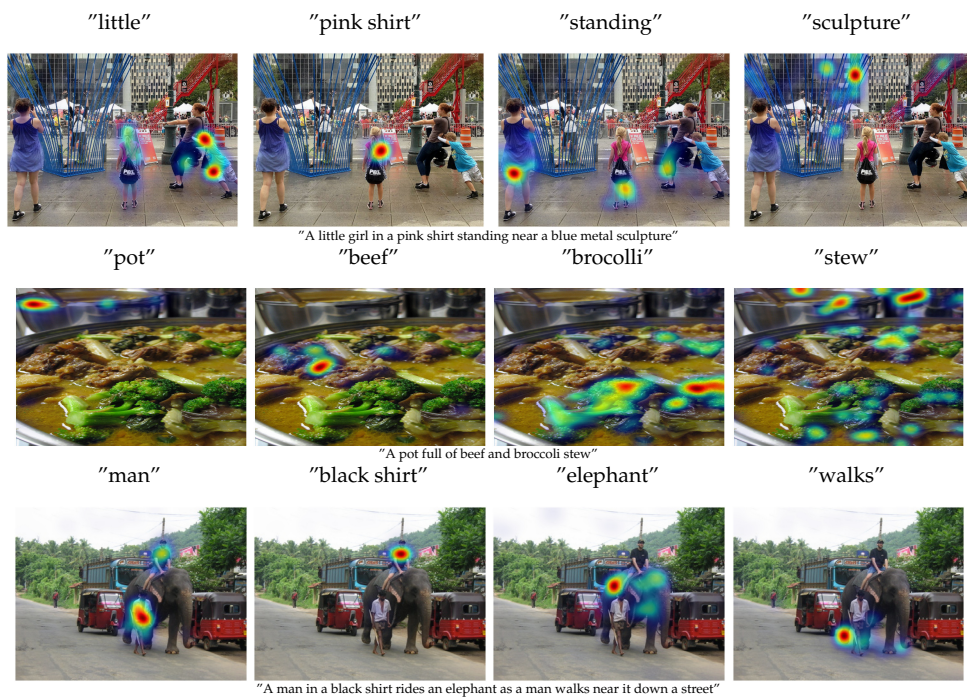 ”little” ”pink shirt” ”standing” ”sculpture”
”A little girl in a pink shirt standing near a blue metal sculpture”
”pot” ”beef” ”brocolli” ”stew”
”A pot full of beef and broccoli stew”
”man” ”black shirt” ”elephant” ”walks”
”A man in a black shirt rides an elephant as a man walks near it down a street”